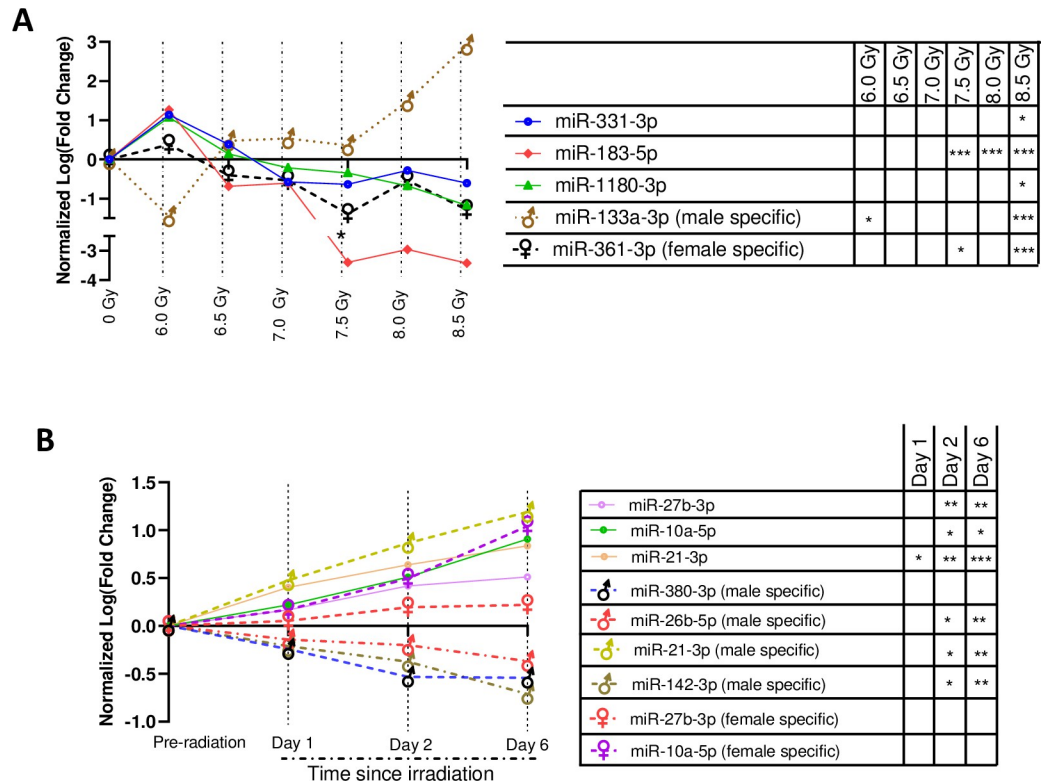 A
Normalized Log(Fold Change)
3
2
1
0
-1
-3
-4
*
0 Gy
6.0 Gy
6.5 Gy
7.0 Gy
7.5 Gy
8.0 Gy
8.5 Gy
6.0 Gy 6.5 Gy 7.0 Gy 7.5 Gy 8.0 Gy 8.5 Gy
miR-331-3p *
miR-183-5p *** *** ***
miR-1180-3p *
miR-133a-3p (male specific) * ***
miR-361-3p (female specific) * ***
B
Normalized Log(Fold Change)
1.5
1.0
0.5
0.0
-0.5
-1.0
Pre-radiation Day 1 Day 2 Day 6
Time since irradiation
Day 1 Day 2 Day 6
miR-27b-3p ** **
miR-10a-5p * *
miR-21-3p * ** ***
miR-380-3p (male specific)
miR-26b-5p (male specific) * **
miR-21-3p (male specific) * **
miR-142-3p (male specific) * **
miR-27b-3p (female specific)
miR-10a-5p (female specific)